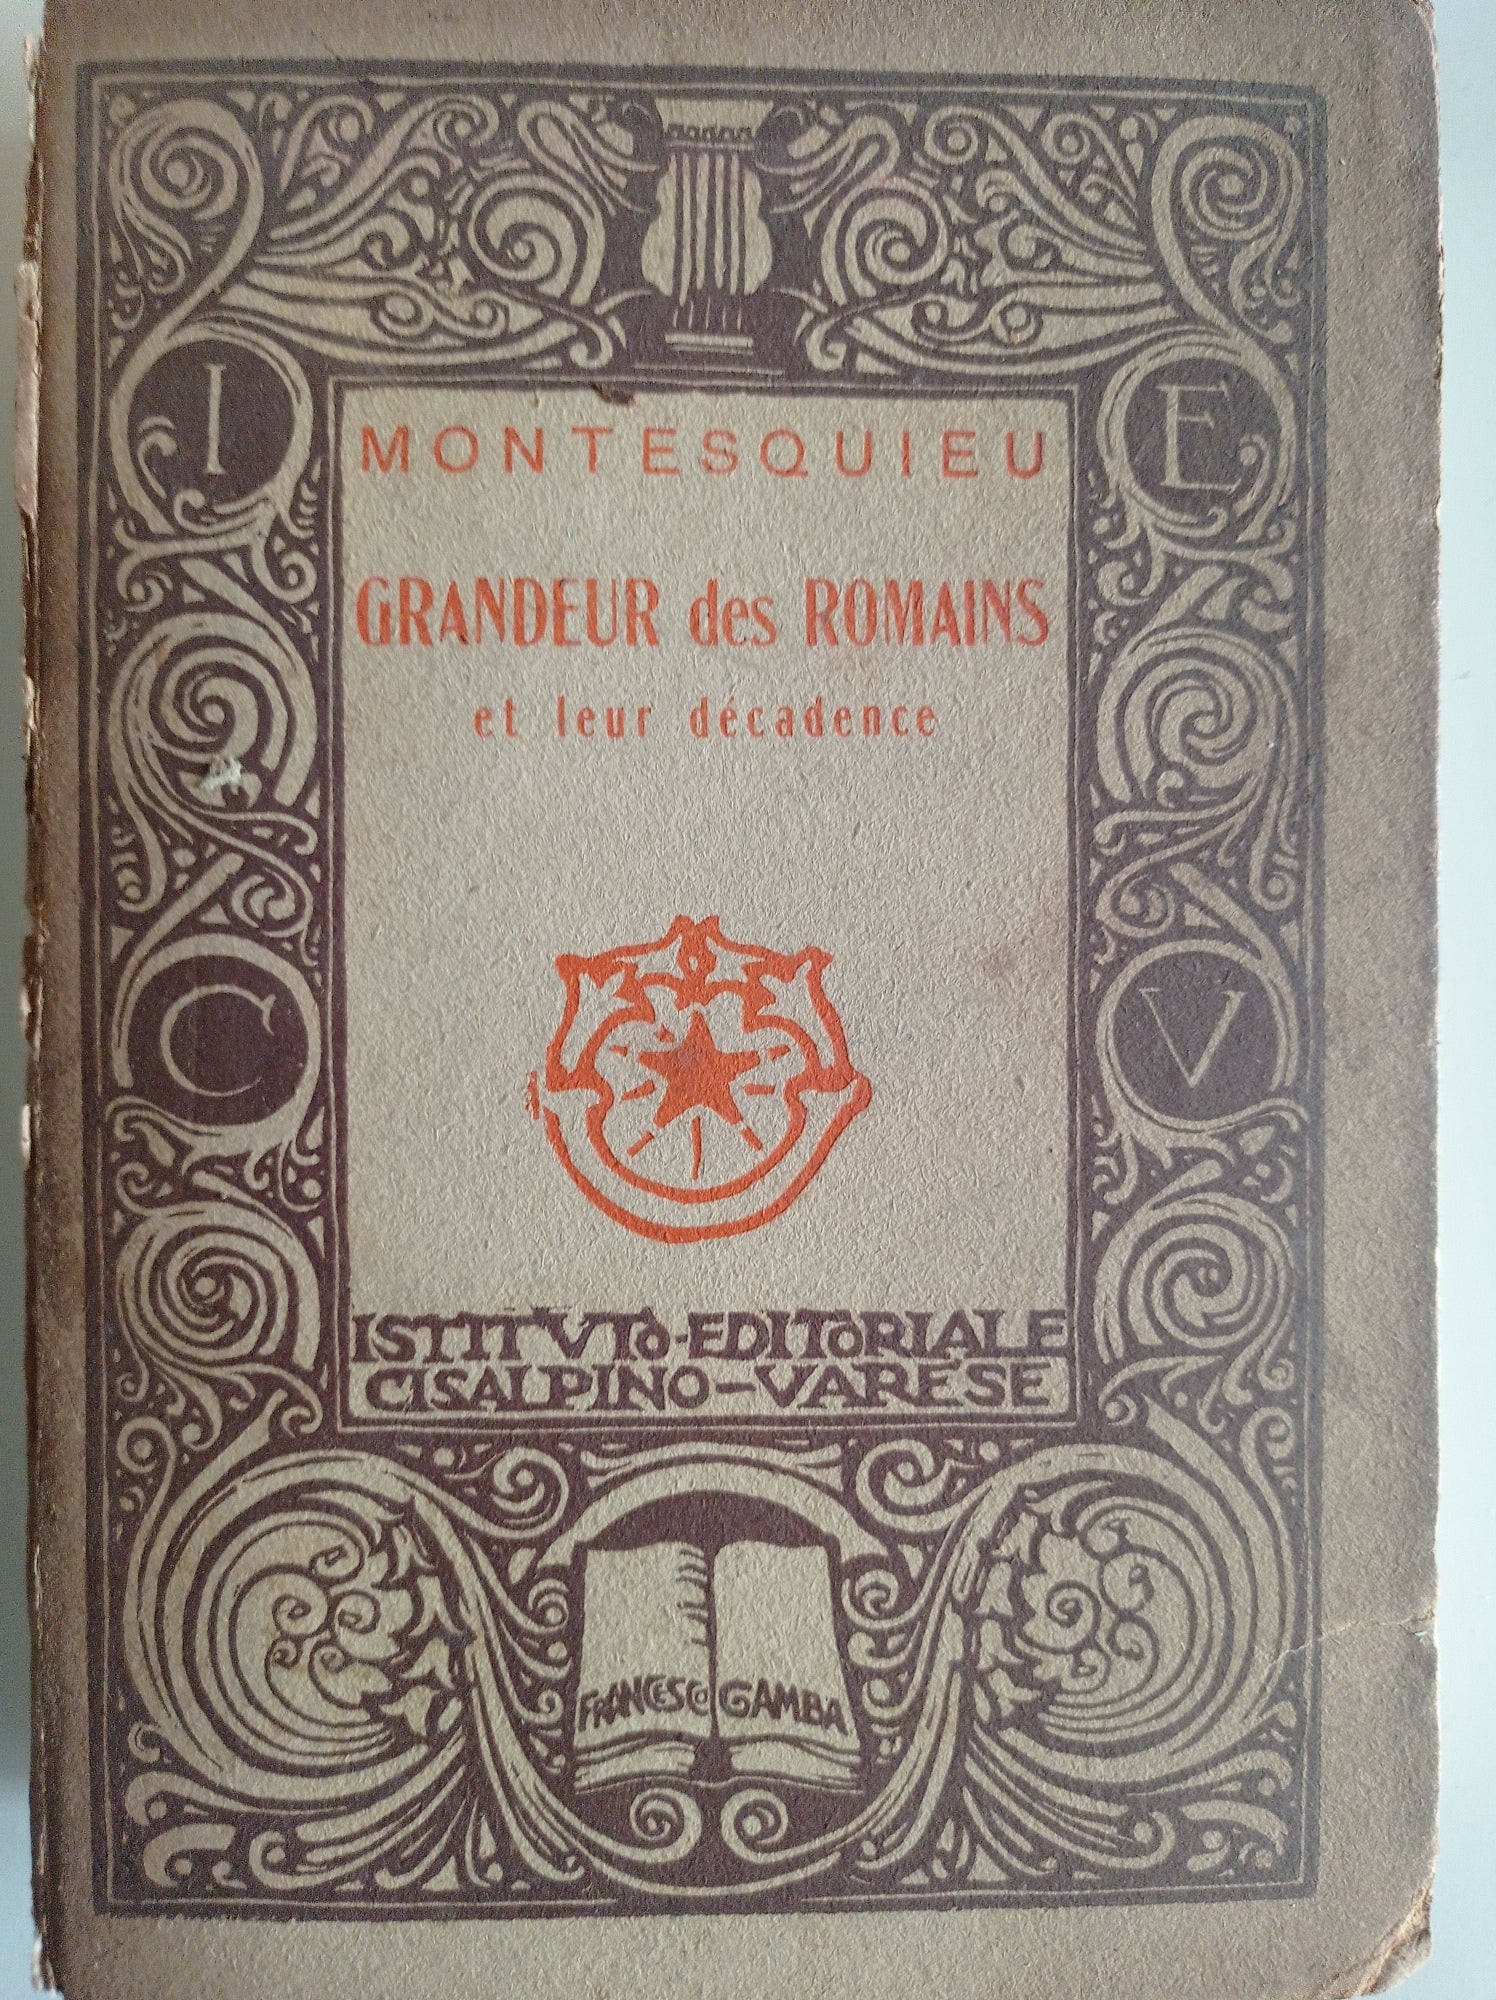 I
E
MONTESQUIEU
GRANDEUR des ROMAINS
et leur décadence
C
V
ISTITVTO-EDITORIALE
CISALPINO-VARESE
FRANCESCO GAMBA